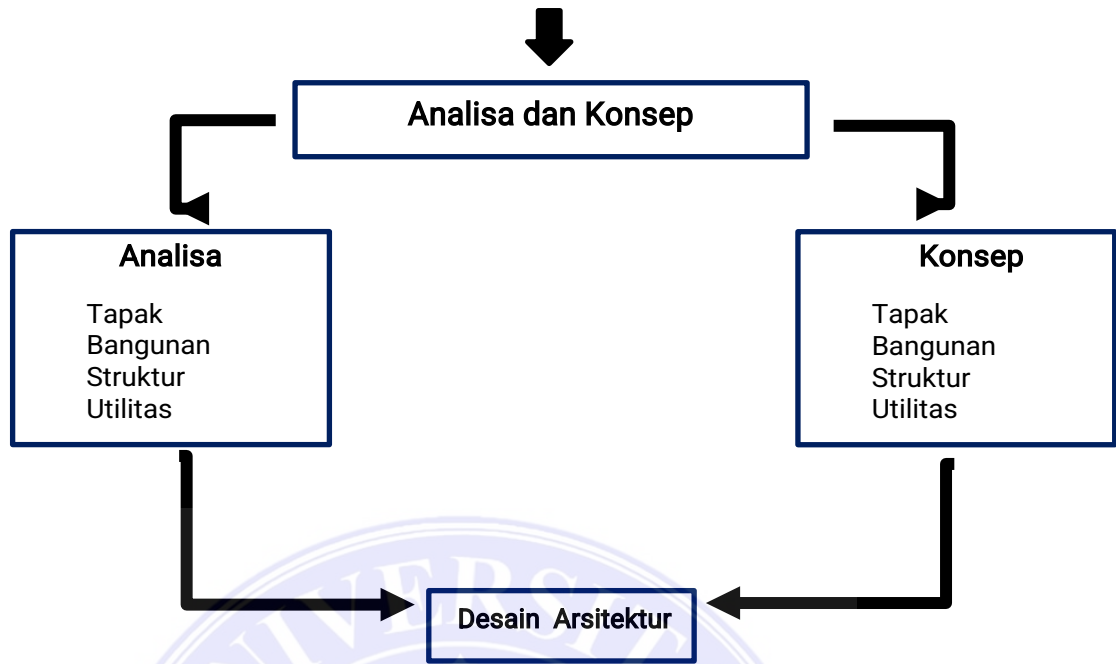 Analisa dan Konsep
Analisa
Tapak
Bangunan
Struktur
Utilitas
Konsep
Tapak
Bangunan
Struktur
Utilitas
Desain Arsitektur